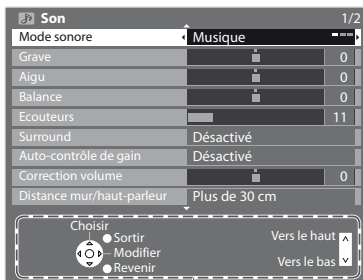 Son 1/2
Mode sonore Musique
Grave 0
Aigu 0
Balance 0
Ecouteurs 11
Surround Désactivé
Auto-contrôle de gain Désactivé
Correction volume 0
Distance mur/haut-parleur Plus de 30 cm
Choisir
Sortir
Modifier
Revenir
Vers le haut
Vers le bas